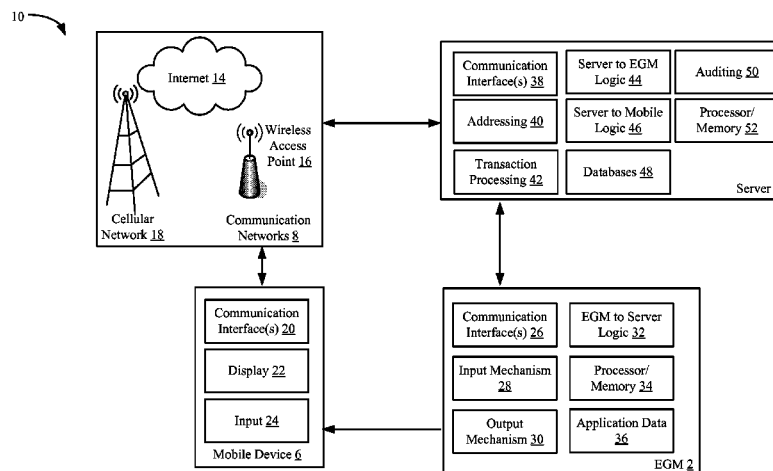 10
Internet 14
Wireless
Access
Point 16
Cellular
Network 18
Communication
Networks 8
Communication
Interface(s) 38
Server to EGM
Logic
44
Auditing 50
Addressing 40
Server to Mobile
Logic
46
Processor/
Memory 52
Transaction
Processing 42
Databases 48
Server
Communication
Interface(s) 20
Display 22
Input 24
Mobile Device 6
Communication
Interface(s) 26
EGM to Server
Logic 32
Input Mechanism
28
Processor/
Memory 34
Output
Mechanism 30
Application Data
36
EGM 2